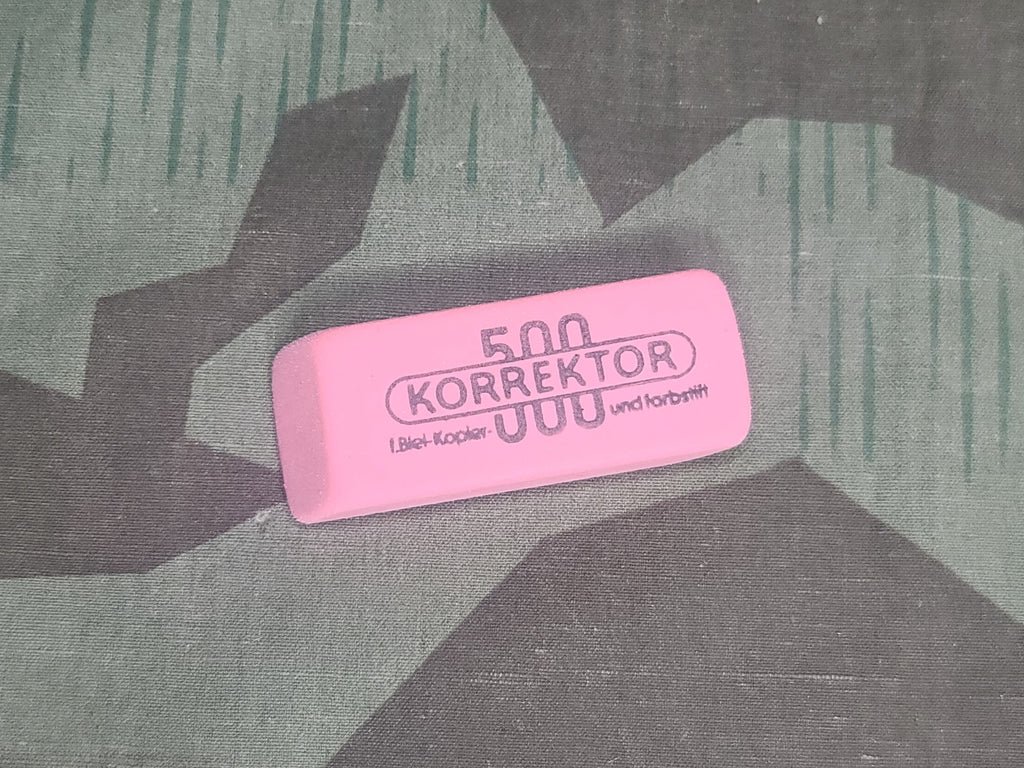 500
KORREKTOR
f.Blei-Kopier- und Farbstift